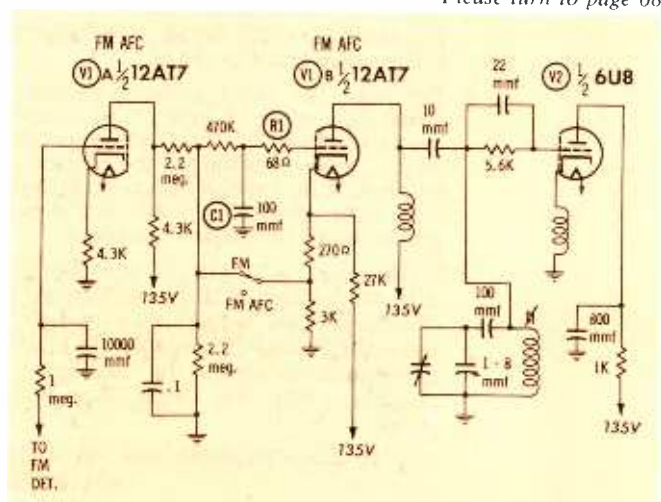 Please turn to page 68
FM AFC
V1 A 1/2 12AT7
FM AFC
V1 B 1/2 12AT7
22 mmf
V2 1/2 6U8
10 mmf
470K
R1
68Ω
2.2 meg.
5.6K
C1
100 mmf
4.3K
4.3K
270Ω
FM
FM AFC
27K
135V
135V
100 mmf
800 mmf
10000 mmf
3K
2.2 meg.
.1
1 - 8 mmf
1K
1 meg.
135V
135V
TO FM DET.